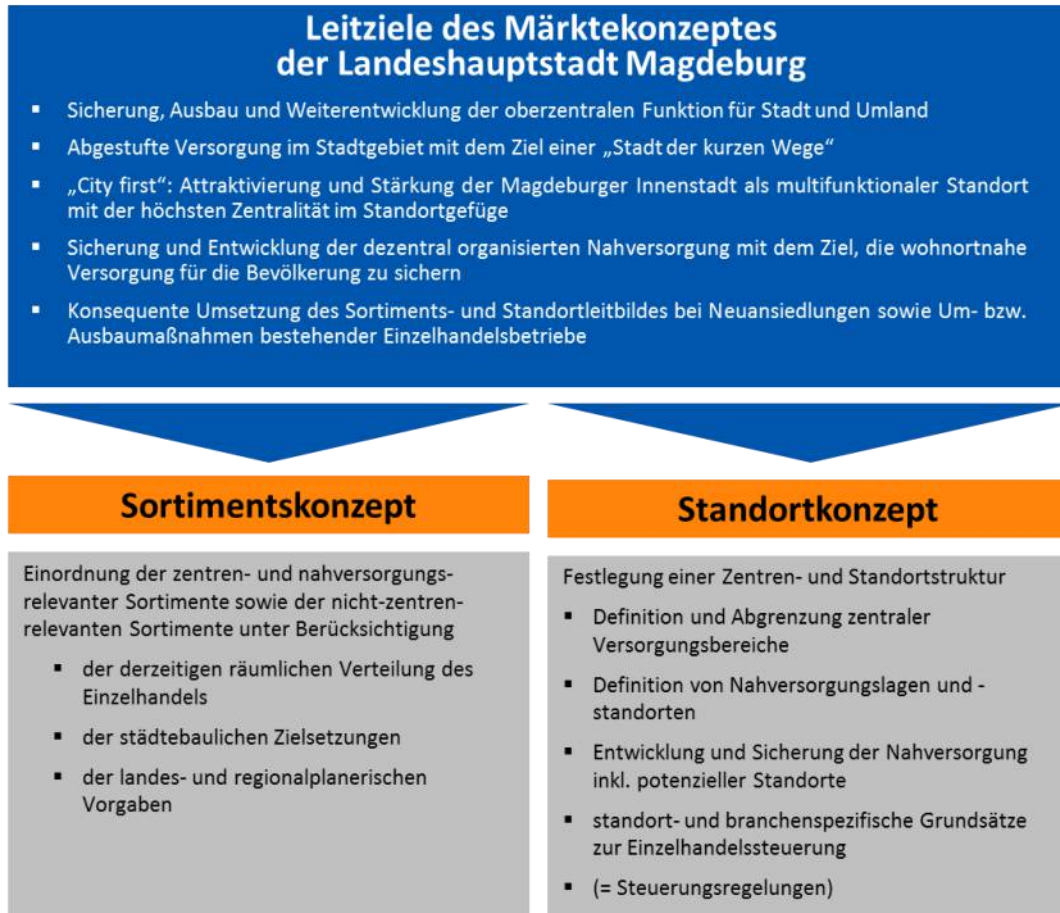 Leitziele des Märktekonzeptes
der Landeshauptstadt Magdeburg
▪ Sicherung, Ausbau und Weiterentwicklung der oberzentralen Funktion für Stadt und Umland
▪ Abgestufte Versorgung im Stadtgebiet mit dem Ziel einer „Stadt der kurzen Wege“
▪ „City first“: Attraktivierung und Stärkung der Magdeburger Innenstadt als multifunktionaler Standort
mit der höchsten Zentralität im Standortgefüge
▪ Sicherung und Entwicklung der dezentral organisierten Nahversorgung mit dem Ziel, die wohnortnahe
Versorgung für die Bevölkerung zu sichern
▪ Konsequente Umsetzung des Sortiments- und Standortleitbildes bei Neuansiedlungen sowie Um- bzw.
Ausbaumaßnahmen bestehender Einzelhandelsbetriebe
Sortimentskonzept
Einordnung der zentren- und nahversorgungs-
relevanter Sortimente sowie der nicht-zentren-
relevanten Sortimente unter Berücksichtigung
▪ der derzeitigen räumlichen Verteilung des
Einzelhandels
▪ der städtebaulichen Zielsetzungen
▪ der landes- und regionalplanerischen
Vorgaben
Standortkonzept
Festlegung einer Zentren- und Standortstruktur
▪ Definition und Abgrenzung zentraler
Versorgungsbereiche
▪ Definition von Nahversorgungslagen und -
standorten
▪ Entwicklung und Sicherung der Nahversorgung
inkl. potenzieller Standorte
▪ standort- und branchenspezifische Grundsätze
zur Einzelhandelssteuerung
▪ (= Steuerungsregelungen)